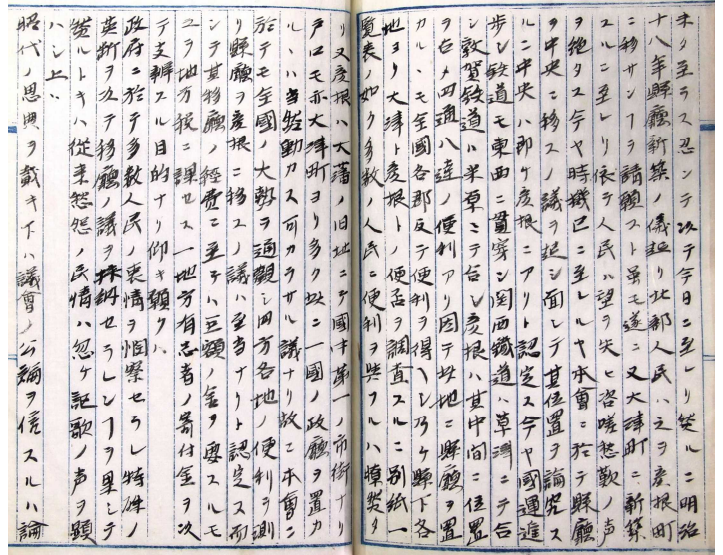 未タ至ラス忍ンテ以テ今日ニ至レリ然ルニ明治
十八年縣廳新築ノ儀起リ北部人民ハ之ヲ彦根町
ニ移サンヿヲ請願スト虽モ遂ニ又大津町ニ新築
スルニ至レリ依テ人民ハ望ヲ失ヒ咨嗟愁歎ノ声
ヲ絶タス今ヤ時機已ニ至レルヤ本會ニ於テ縣廳
ヲ中央ニ移スノ議ヲ起シ而シテ其位置ヲ論究ス
ルニ中央ハ即ケ彦根ニアリト認定ス今ヤ國運進
歩シ鉄道モ東西ニ貫穿シ関西鐵道ハ草津ニテ合
シ敦賀鉄道ハ米原ニテ合シ彦根ハ其中間ニ位置
ヲ占メ四通八達ノ便利アリ因テ此地ニ縣廳ヲ置
カル、モ全國各郡反テ便利ヲ得ヘシ乃ケ縣下各
地ヨリ大津ト彦根トノ便否ヲ調査スルニ別紙一
覧表ノ如ク多数ノ人民ニ便利ヲ與フルハ慎然タ
リ又彦根ハ大藩ノ旧地ニテ國中第一ノ市街ナリ
戸口モ亦大津町ヨリ多ク此ニ一國ノ政廳ヲ置カ
ル、ハ当然動カス可カラサル議ナリ故ニ本會ニ
於テモ全國ノ大勢ヲ通観シ四方各地ノ便利ヲ測
リ縣廳ヲ彦根ニ移スノ議ハ至当ナリト認定ス而
シテ其移廳ノ経費ニ至テハ巨額ノ金ヲ要スルモ
之ヲ地方税ニ課セス一地方有志者ノ寄付金ヲ以
テ支辨スル目的ナリ仰キ願クハ
政府ニ於テ多数人民ノ衷情ヲ悃察セラレ特殊ノ
英断ヲ以テ移廳ノ議ヲ採納セラレンヿヲ果シテ
然ルトキハ従来怨怨ノ民情ハ忽ケ謳歌ノ声ヲ顕
ハシ上ハ
昭代ノ恩典ヲ戴キ下ハ議會ノ公論ヲ信スルハ論